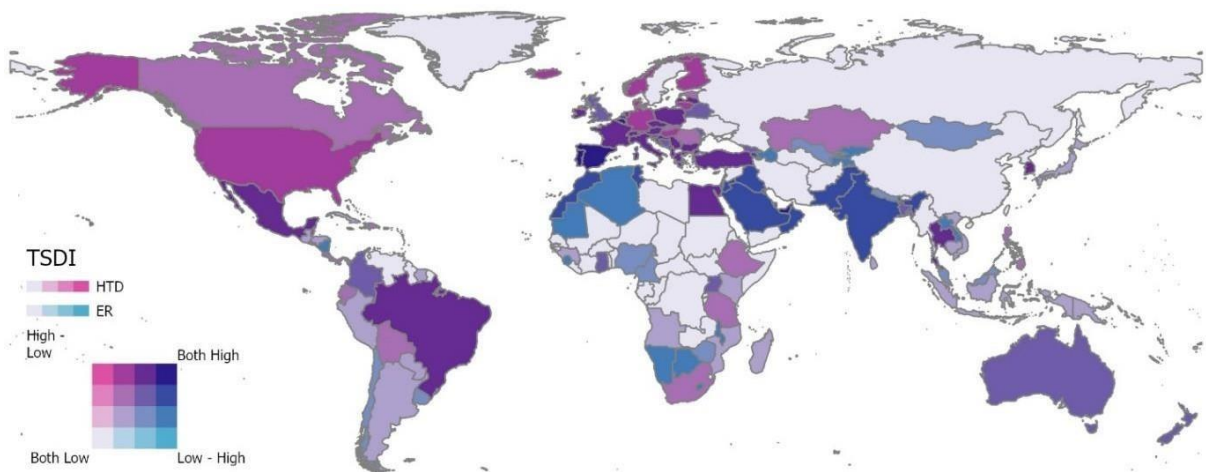 TSDI
HTD
ER
High -
Low
Both High
Both Low
Low - High